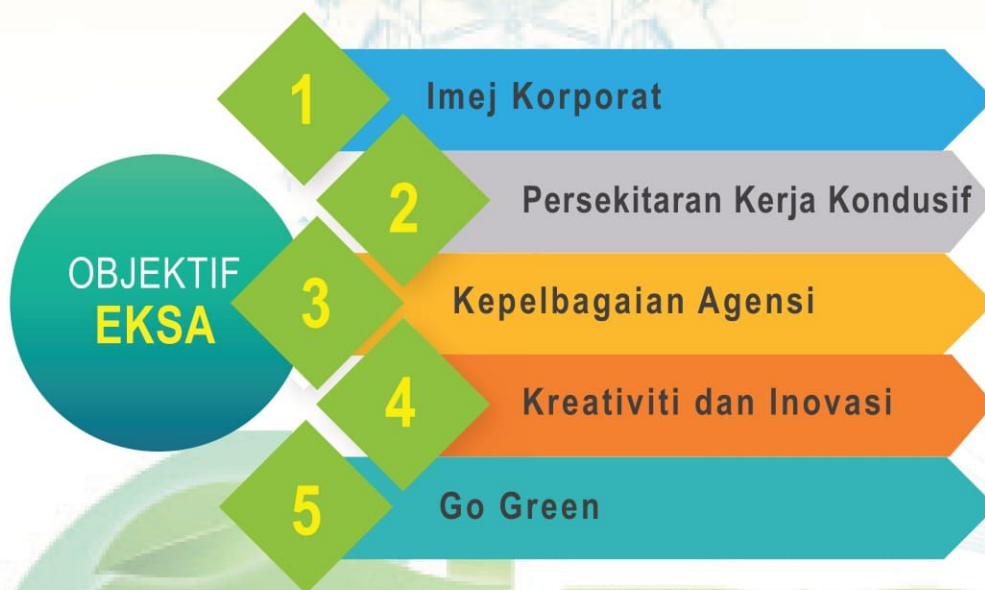 OBJEKTIF
EKSA
1
Imej Korporat
2
Persekitaran Kerja Kondusif
3
Kepelbagaian Agensi
4
Kreativiti dan Inovasi
5
Go Green